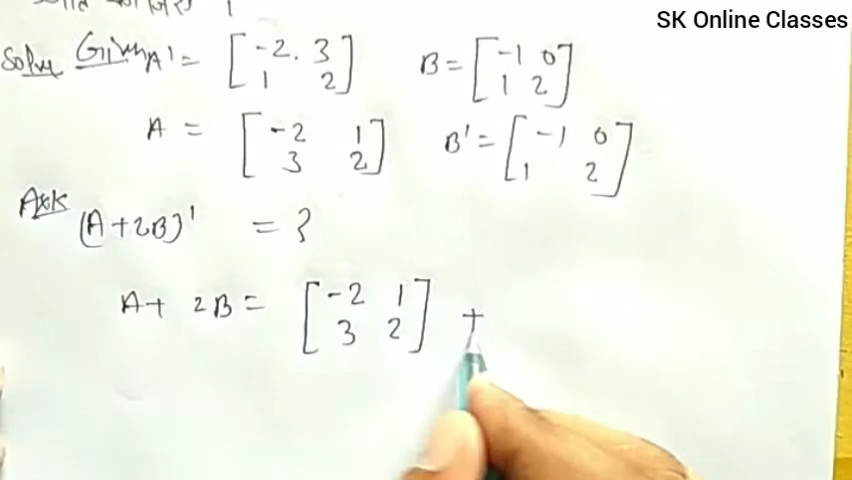 SK Online Classes
Solve Given A' = [-2. 3 B = [-1 0
1 2] 1 2]
A = [-2 1 B' = [-1 0
3 2] 1 2]
Ask
(A+2B)' = ?
A+ 2B = [-2 1 +
3 2]